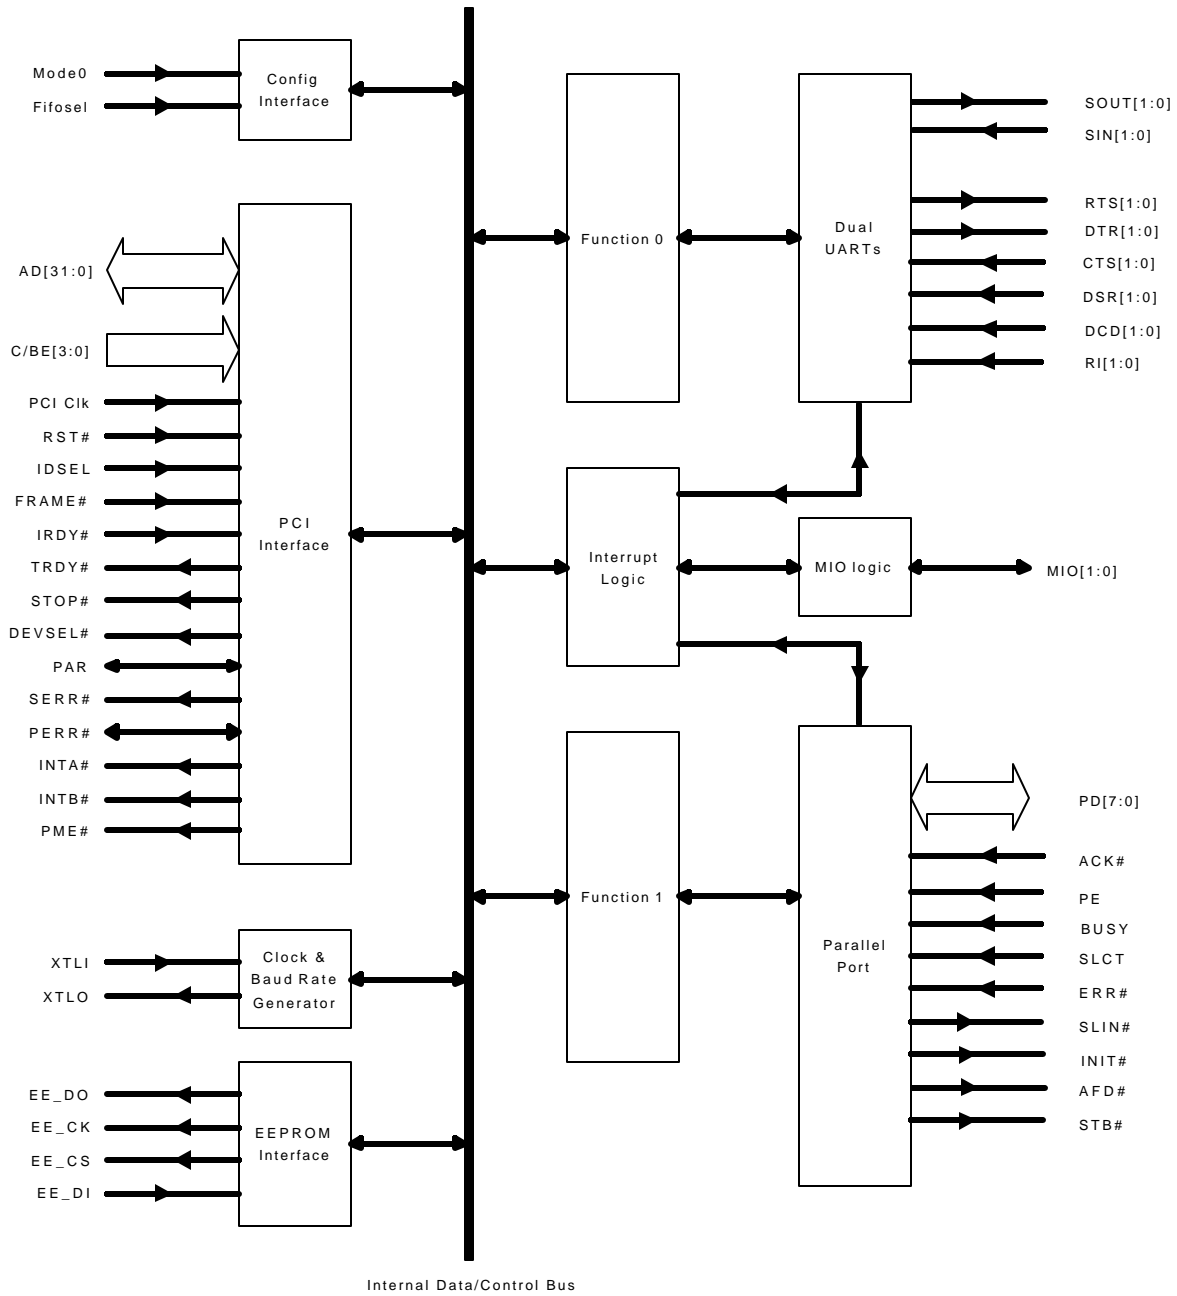 Mode0
Fifosel
Config
Interface
AD[31:0]
C/BE[3:0]
PCI Clk
RST#
IDSEL
FRAME#
IRDY#
TRDY#
STOP#
DEVSEL#
PAR
SERR#
PERR#
INTA#
INTB#
PME#
PCI
Interface
XTLI
XTLO
Clock &
Baud Rate
Generator
EE_DO
EE_CK
EE_CS
EE_DI
EEPROM
Interface
Internal Data/Control Bus
Function 0
Interrupt
Logic
Function 1
Dual
UARTs
MIO logic
Parallel
Port
SOUT[1:0]
SIN[1:0]
RTS[1:0]
DTR[1:0]
CTS[1:0]
DSR[1:0]
DCD[1:0]
RI[1:0]
MIO[1:0]
PD[7:0]
ACK#
PE
BUSY
SLCT
ERR#
SLIN#
INIT#
AFD#
STB#